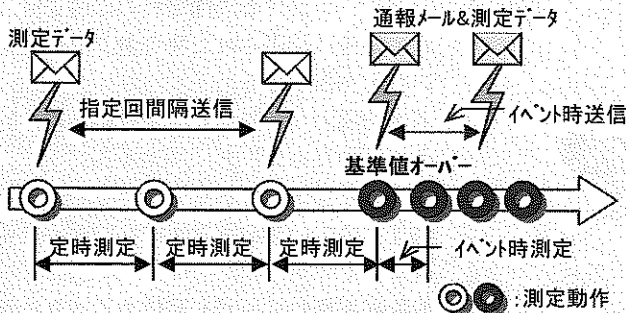 通報メール&測定データ
測定データ
指定回間隔送信
イベント時送信
基準値オーバー
定時測定
定時測定
定時測定
イベント時測定
:測定動作